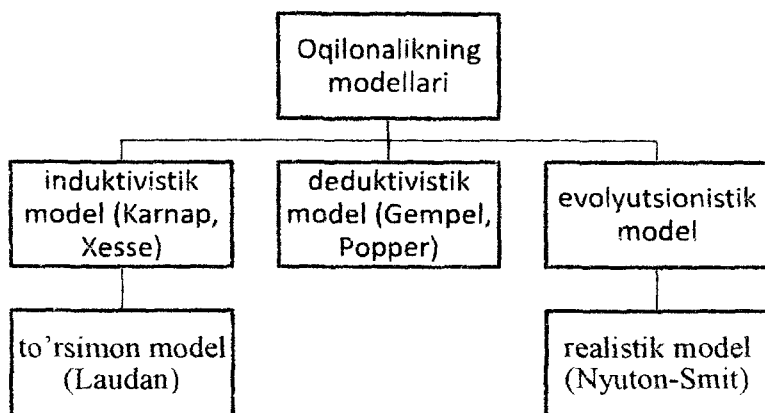 Oqilonalikning
modellari
induktivistik
model (Karnap,
Xesse)
deduktivistik
model (Gempel,
Popper)
evolyutsionistik
model
to’rsimon model
(Laudan)
realistik model
(Nyuton-Smit)